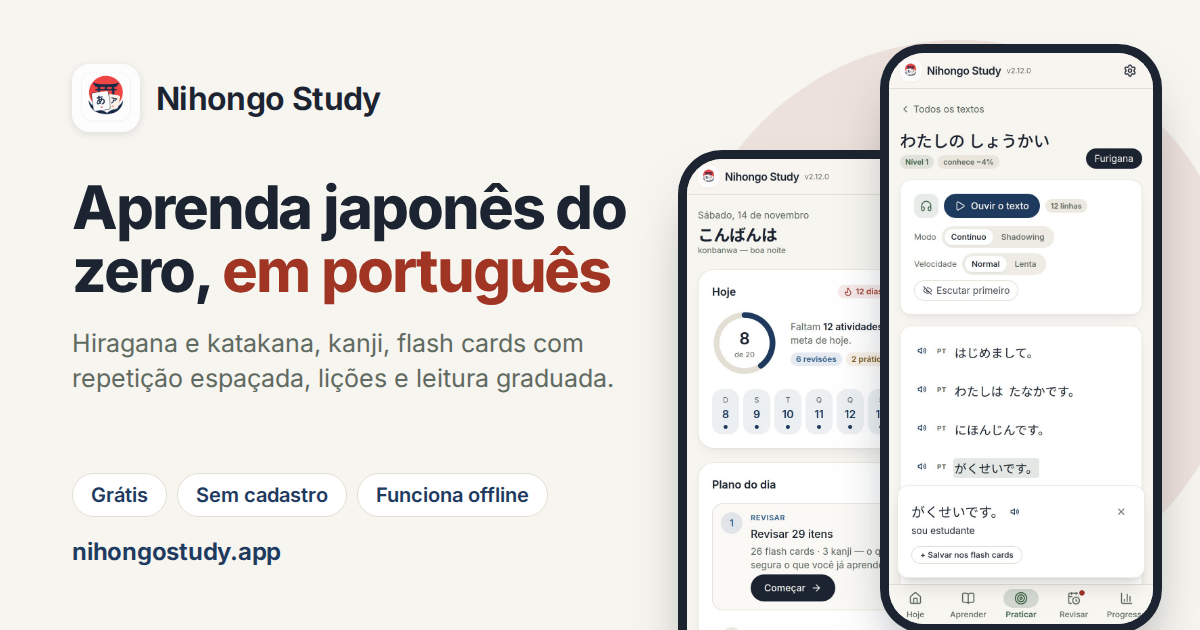 Nihongo Study
Aprenda japonês do
zero, em português
Hiragana e katakana, kanji, flash cards com
repetição espaçada, lições e leitura graduada.
Grátis
Sem cadastro
Funciona offline
nihongostudy.app
Nihongo Study v2.12.0
Sábado, 14 de novembro
こんばんは
konbanwa — boa noite
Hoje
12 dias
8
de 20
Faltam 12 atividades
meta de hoje.
6 revisões
2 prátic
D S T Q Q
8 9 10 11 12
Plano do dia
1
REVISAR
Revisar 29 itens
26 flash cards · 3 kanji — o q
segura o que você já aprende
Começar →
Nihongo Study v2.12.0
Todos os textos
わたしの しょうかい
Nível 1
conhece ~4%
Furigana
Ouvir o texto
12 linhas
Modo
Contínuo
Shadowing
Velocidade
Normal
Lenta
Escutar primeiro
PT はじめまして。
PT わたしは たなかです。
PT にほんじんです。
PT がくせいです。
がくせいです。
sou estudante
+ Salvar nos flash cards
Hoje
Aprender
Praticar
Revisar
Progress